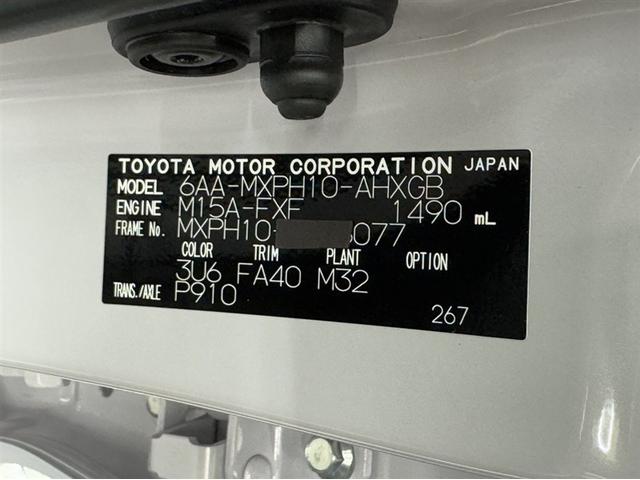 TOYOTA MOTOR CORPORATION JAPAN
MODEL 6AA-MXPH10-AHXGB
ENGINE M15A-FXE 1490 mL
FRAME No. MXPH10- 077
COLOR TRIM PLANT OPTION
3U6 FA40 M32
TRANS./AXLE P910
267